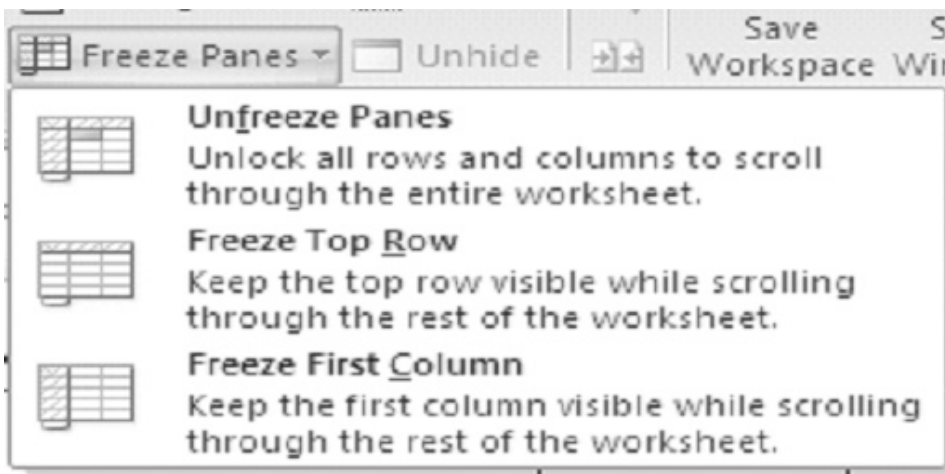 Freeze Panes Unhide Save
Workspace
Unfreeze Panes
Unlock all rows and columns to scroll
through the entire worksheet.
Freeze Top Row
Keep the top row visible while scrolling
through the rest of the worksheet.
Freeze First Column
Keep the first column visible while scrolling
through the rest of the worksheet.